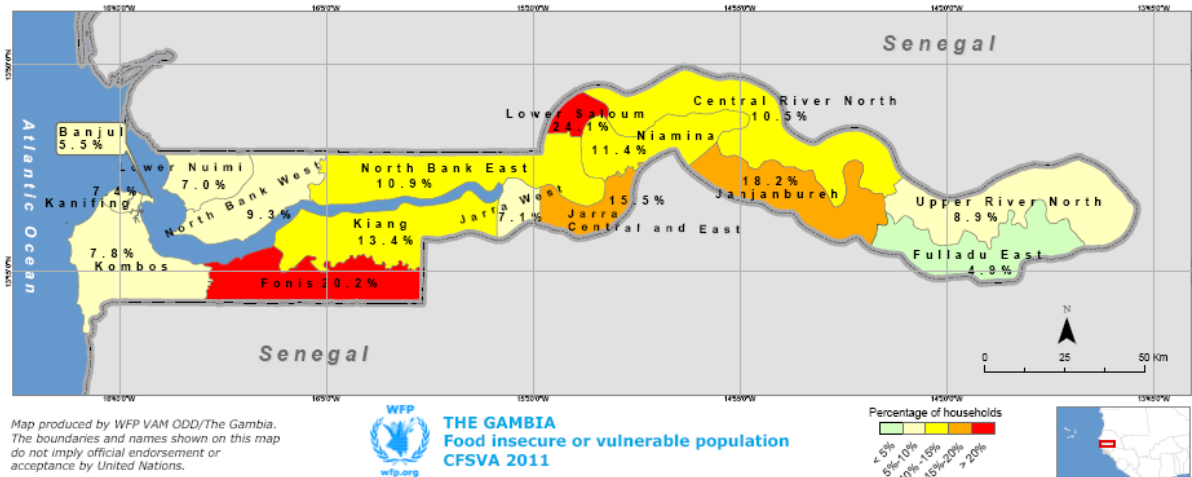 Senegal
Atlantic Ocean
Banjul
5.5%
Lower Saloum
24.1%
Central River North
10.5%
Niamina
11.4%
Lower Nuimi
7.0%
North Bank West
9.3%
North Bank East
10.9%
7.4%
Kanifing
Kiang
13.4%
Jarra West
7.1%
15.5%
Jarra
Central and East
18.2%
Janjanbureh
Upper River North
8.9%
Fulladu East
4.9%
7.8%
Kombos
Fonis 20.2%
Senegal
N
0 25 50 Km
Map produced by WFP VAM ODD/The Gambia.
The boundaries and names shown on this map
do not imply official endorsement or
acceptance by United Nations.
WFP
wfp.org
THE GAMBIA
Food insecure or vulnerable population
CFSVA 2011
Percentage of households
< 5%
5%-10%
10% -15%
15%-20%
> 20%